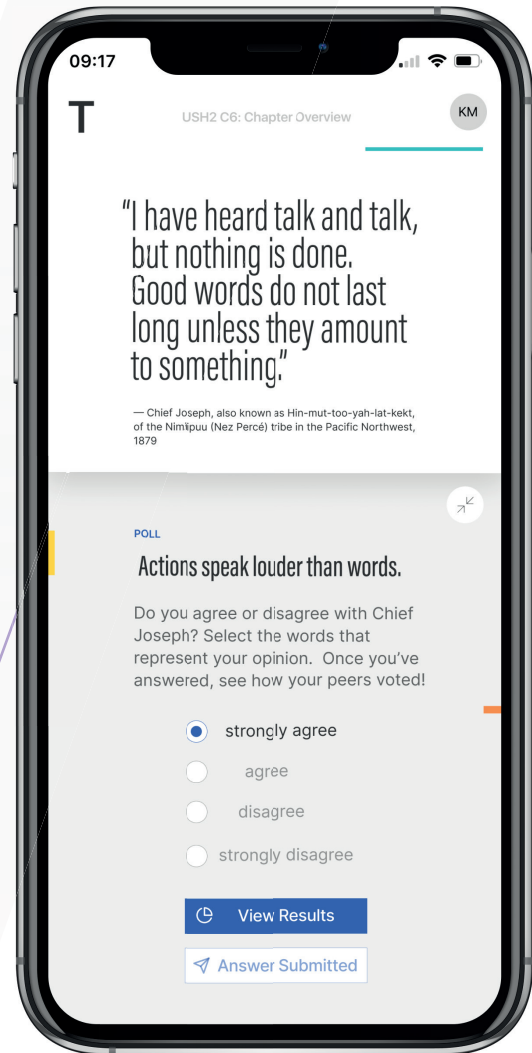 09:17
T
USH2 C6: Chapter Overview
KM
“I have heard talk and talk,
but nothing is done.
Good words do not last
long unless they amount
to something.”
— Chief Joseph, also known as Hin-mut-too-yah-lat-kekt,
of the Nimíipuu (Nez Percé) tribe in the Pacific Northwest,
1879
POLL
Actions speak louder than words.
Do you agree or disagree with Chief
Joseph? Select the words that
represent your opinion. Once you’ve
answered, see how your peers voted!
strongly agree
agree
disagree
strongly disagree
View Results
Answer Submitted